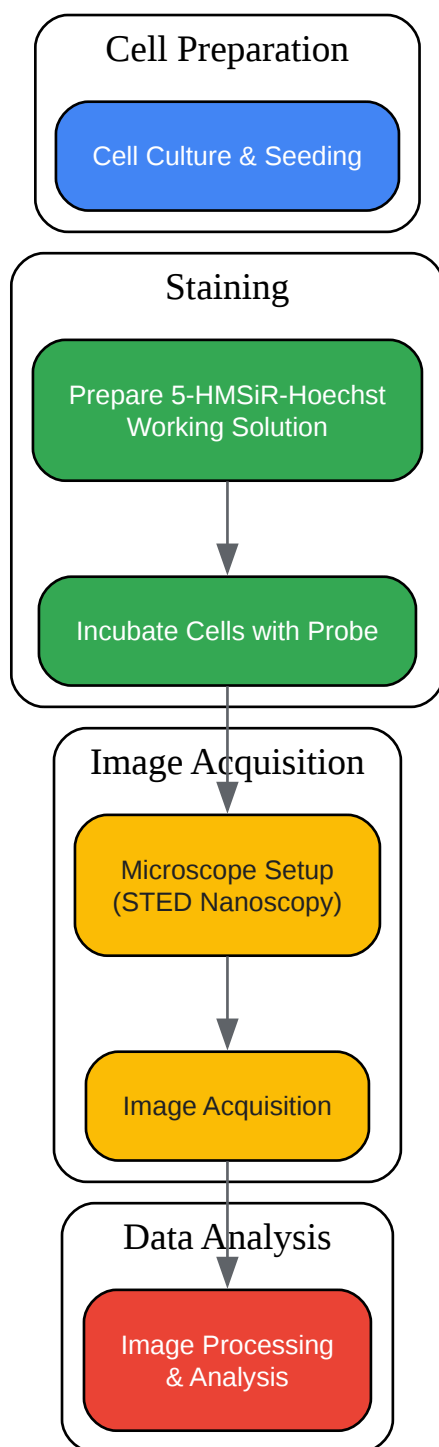 Cell Preparation
Cell Culture & Seeding
Staining
Prepare 5-HMSiR-Hoechst
Working Solution
Incubate Cells with Probe
Image Acquisition
Microscope Setup
(STED Nanoscopy)
Image Acquisition
Data Analysis
Image Processing
& Analysis